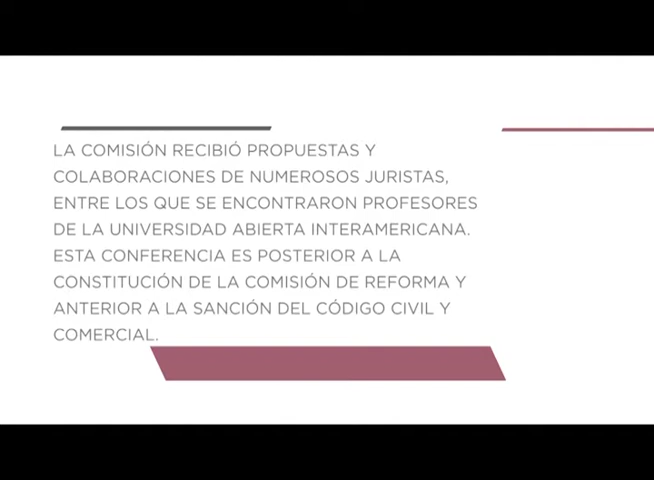 LA COMISIÓN RECIBIÓ PROPUESTAS Y
COLABORACIONES DE NUMEROSOS JURISTAS,
ENTRE LOS QUE SE ENCONTRARON PROFESORES
DE LA UNIVERSIDAD ABIERTA INTERAMERICANA.
ESTA CONFERENCIA ES POSTERIOR A LA
CONSTITUCIÓN DE LA COMISIÓN DE REFORMA Y
ANTERIOR A LA SANCIÓN DEL CÓDIGO CIVIL Y
COMERCIAL.